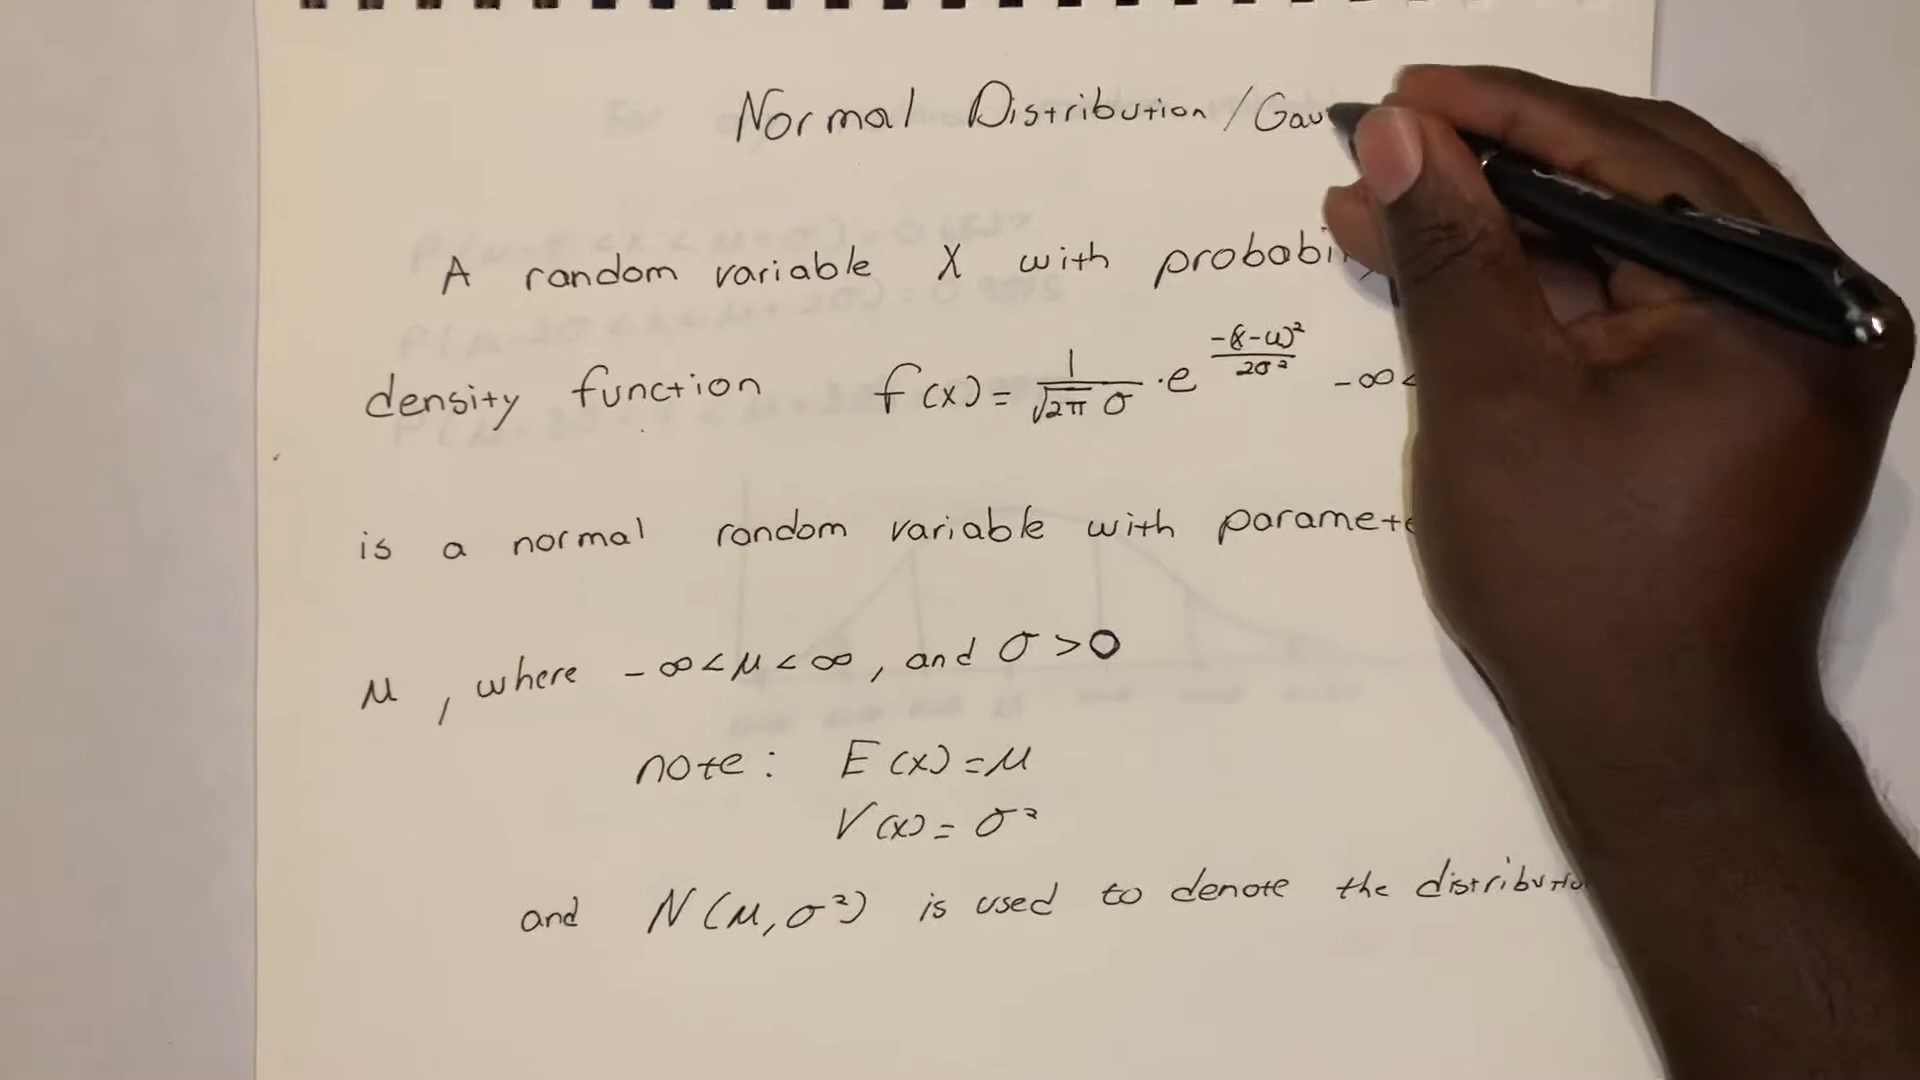 Normal Distribution/Gau
A random variable X with probabi
density function f(x) = 1/(√2π σ) · e^(-(x-μ)²/2σ²) -∞<
is a normal random variable with paramete
μ, where -∞<μ<∞, and σ>0
note: E(x)=μ
V(x)=σ²
and N(μ,σ²) is used to denote the distributio